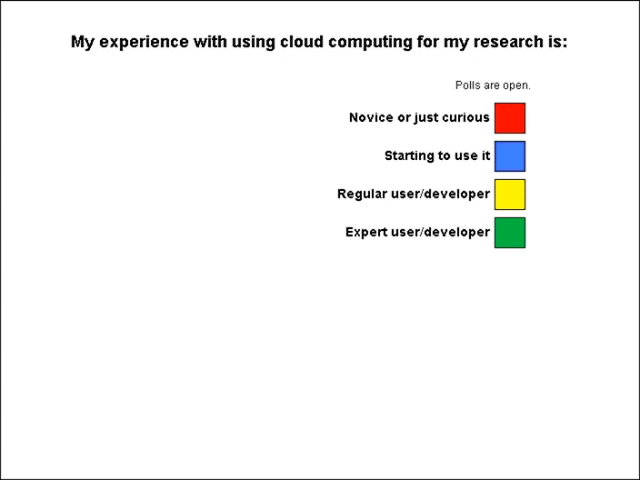 My experience with using cloud computing for my research is:
Polls are open.
Novice or just curious
Starting to use it
Regular user/developer
Expert user/developer